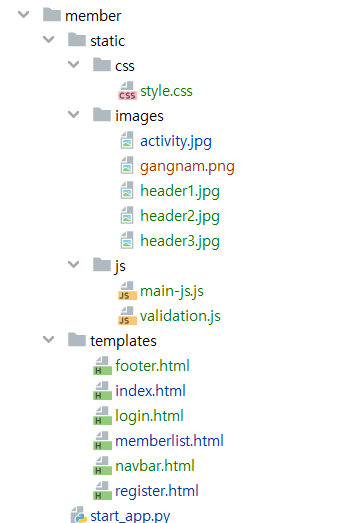 member
static
css
style.css
images
activity.jpg
gangnam.png
header1.jpg
header2.jpg
header3.jpg
js
main-js.js
validation.js
templates
footer.html
index.html
login.html
memberlist.html
navbar.html
register.html
start_app.py